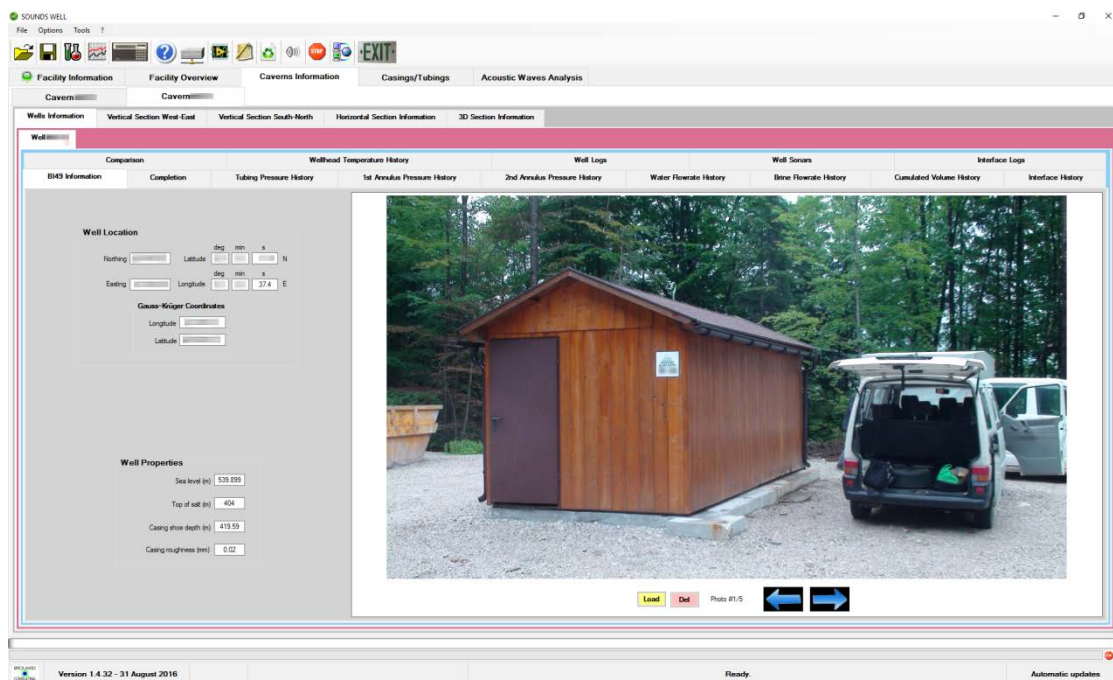 SOUNDS WELL
File Options Tools ?
STOP EXIT
Facility Information Facility Overview Caverns Information Casings/Tubings Acoustic Waves Analysis
Cavern Cavern
Wells Information Vertical Section West-East Vertical Section South-North Horizontal Section Information 3D Section Information
Well
Comparison Wellhead Temperature History Well Logs Well Sonars Interface Logs
BI49 Information Completion Tubing Pressure History 1st Annulus Pressure History 2nd Annulus Pressure History Water Flowrate History Brine Flowrate History Cumulated Volume History Interface History
Well Location
deg min s
Northing Latitude N
deg min s
Easting Longitude 37.4 E
Gauss-Krüger Coordinates
Longitude
Latitude
Well Properties
Sea level (m) 539.899
Top of salt (m) 404
Casing shoe depth (m) 419.59
Casing roughness (mm) 0.02
Load Del Photo #1/5
Version 1.4.32 - 31 August 2016 Ready. Automatic updates